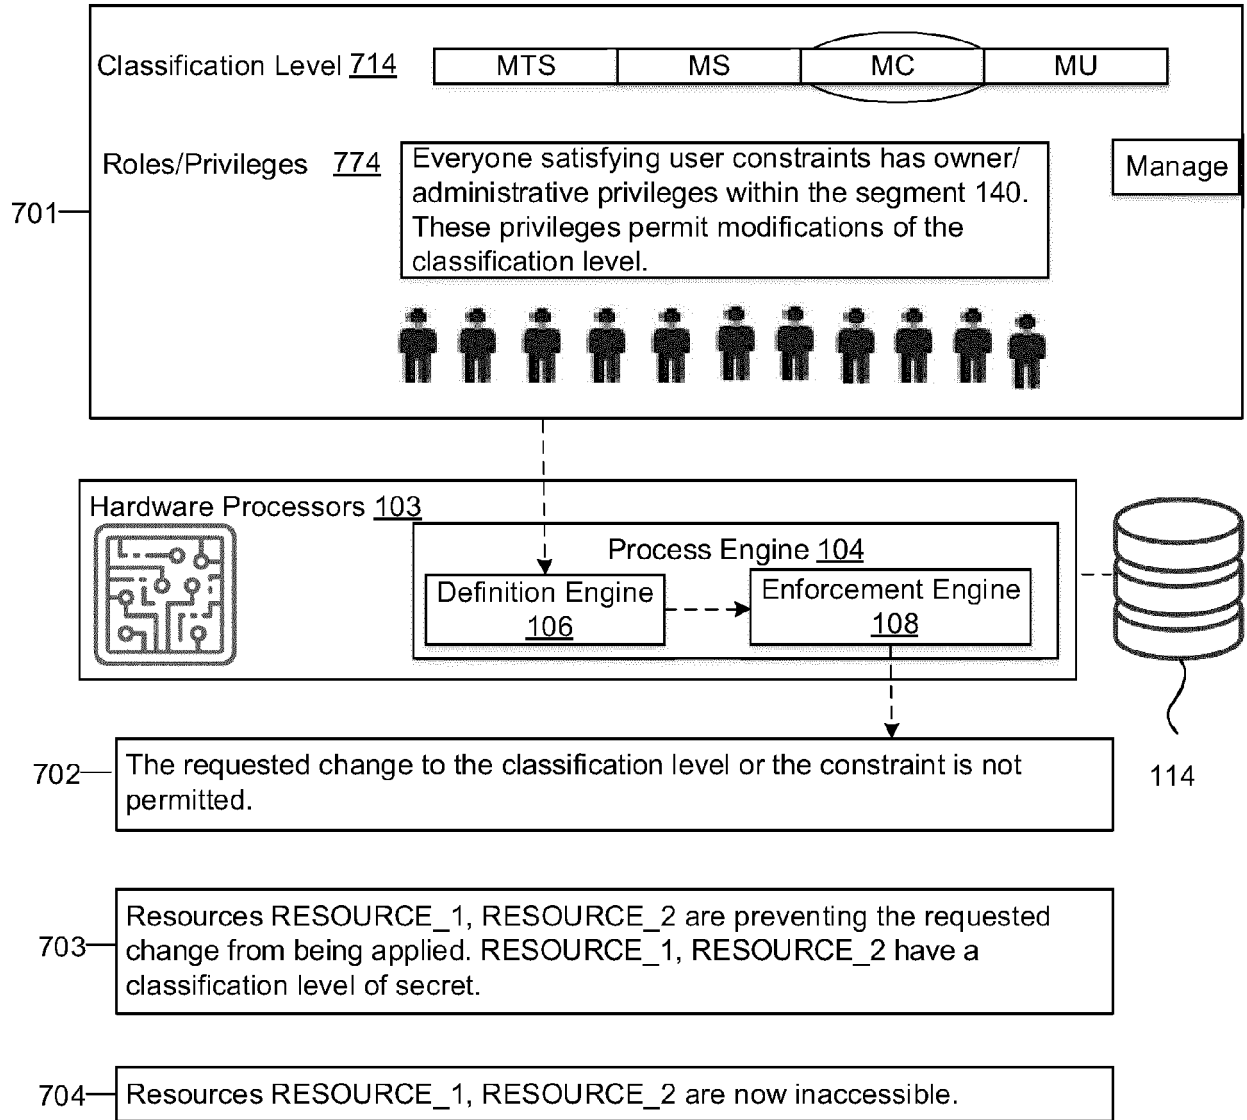 Classification Level 714
MTS
MS
MC
MU
Roles/Privileges 774
Everyone satisfying user constraints has owner/
administrative privileges within the segment 140.
These privileges permit modifications of the
classification level.
Manage
701
Hardware Processors 103
Process Engine 104
Definition Engine
106
Enforcement Engine
108
114
702
The requested change to the classification level or the constraint is not
permitted.
703
Resources RESOURCE_1, RESOURCE_2 are preventing the requested
change from being applied. RESOURCE_1, RESOURCE_2 have a
classification level of secret.
704
Resources RESOURCE_1, RESOURCE_2 are now inaccessible.